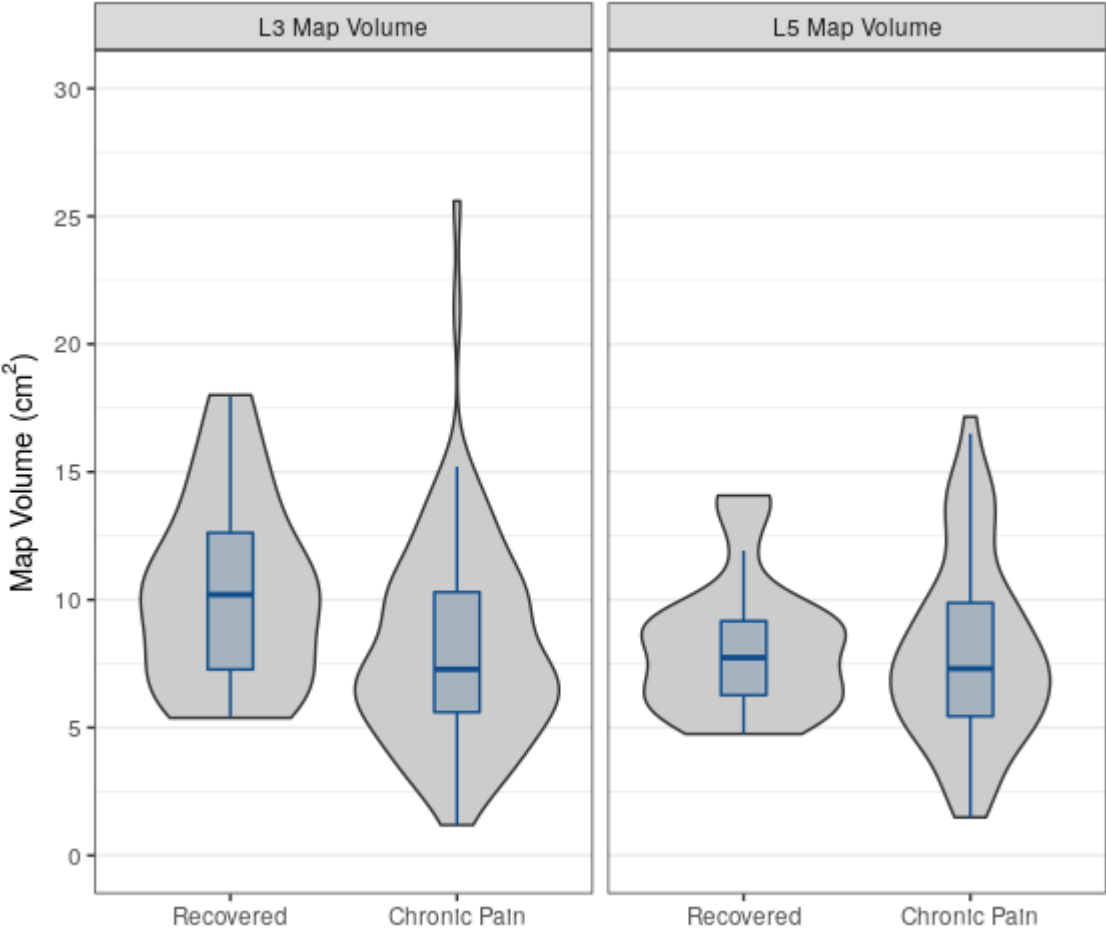 L3 Map Volume
L5 Map Volume
Map Volume (cm²)
30
25
20
15
10
5
0
Recovered
Chronic Pain
Recovered
Chronic Pain